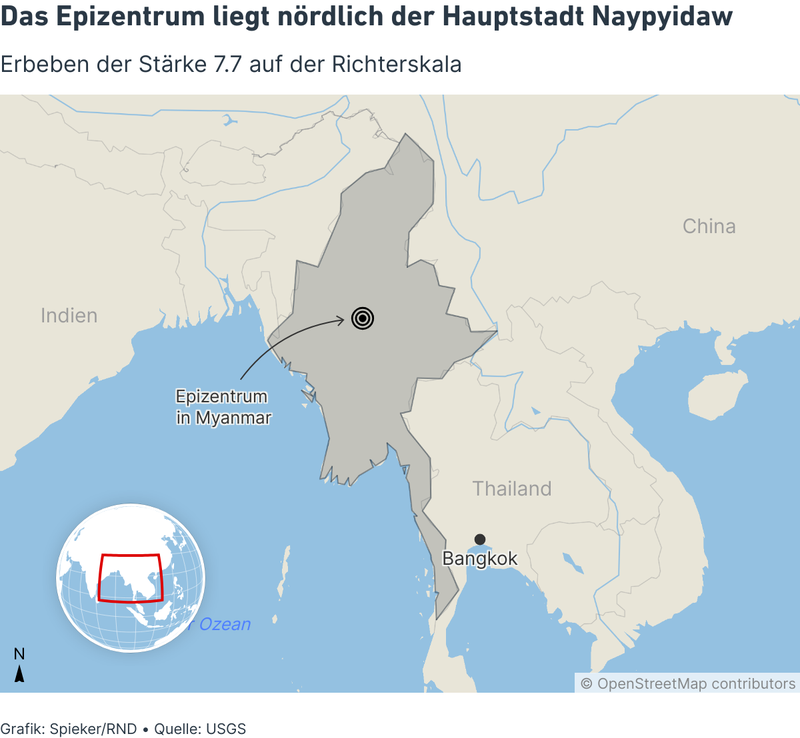 Das Epizentrum liegt nördlich der Hauptstadt Naypyidaw
Erbeben der Stärke 7.7 auf der Richterskala
China
Indien
Epizentrum
in Myanmar
Thailand
Bangkok
r Ozean
N
© OpenStreetMap contributors
Grafik: Spieker/RND • Quelle: USGS